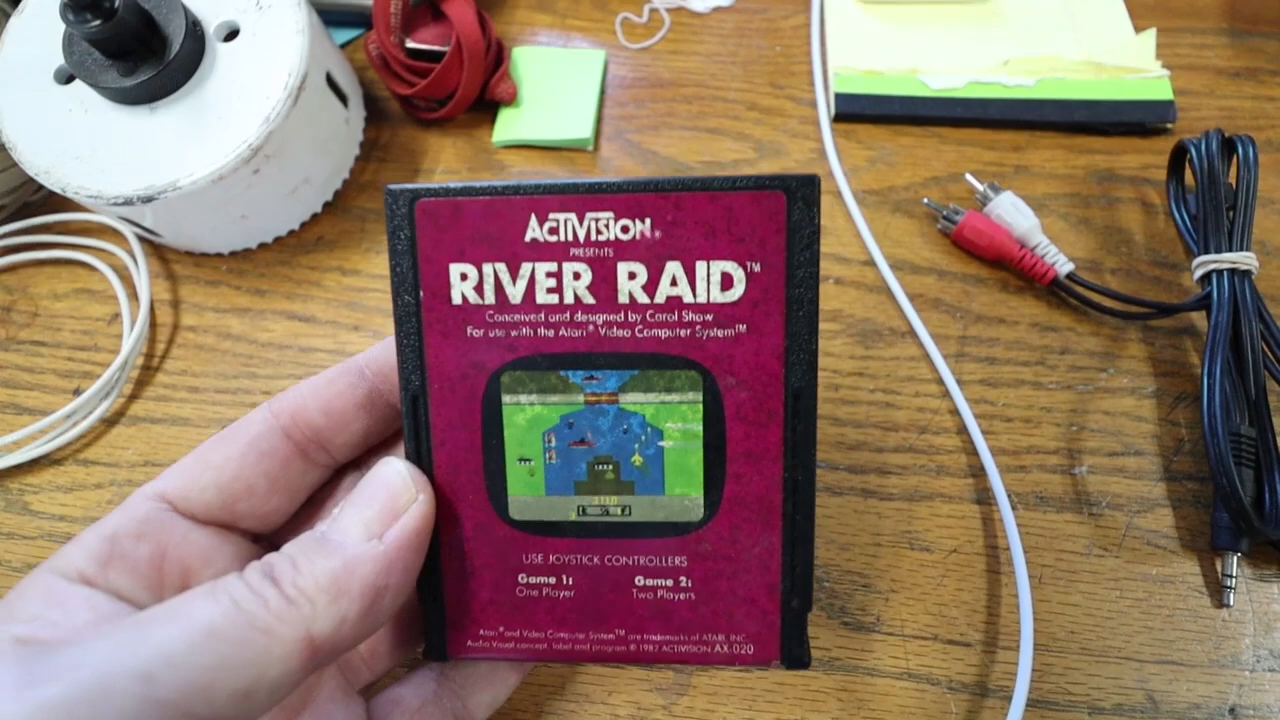 ACTIVISION®
PRESENTS
RIVER RAID™
Conceived and designed by Carol Shaw
For use with the Atari® Video Computer System™
USE JOYSTICK CONTROLLERS
Game 1: Game 2:
One Player Two Players
Atari® and Video Computer System™ are trademarks of ATARI, INC.
Audio Visual concept, label and program © 1982 ACTIVISION AX-020